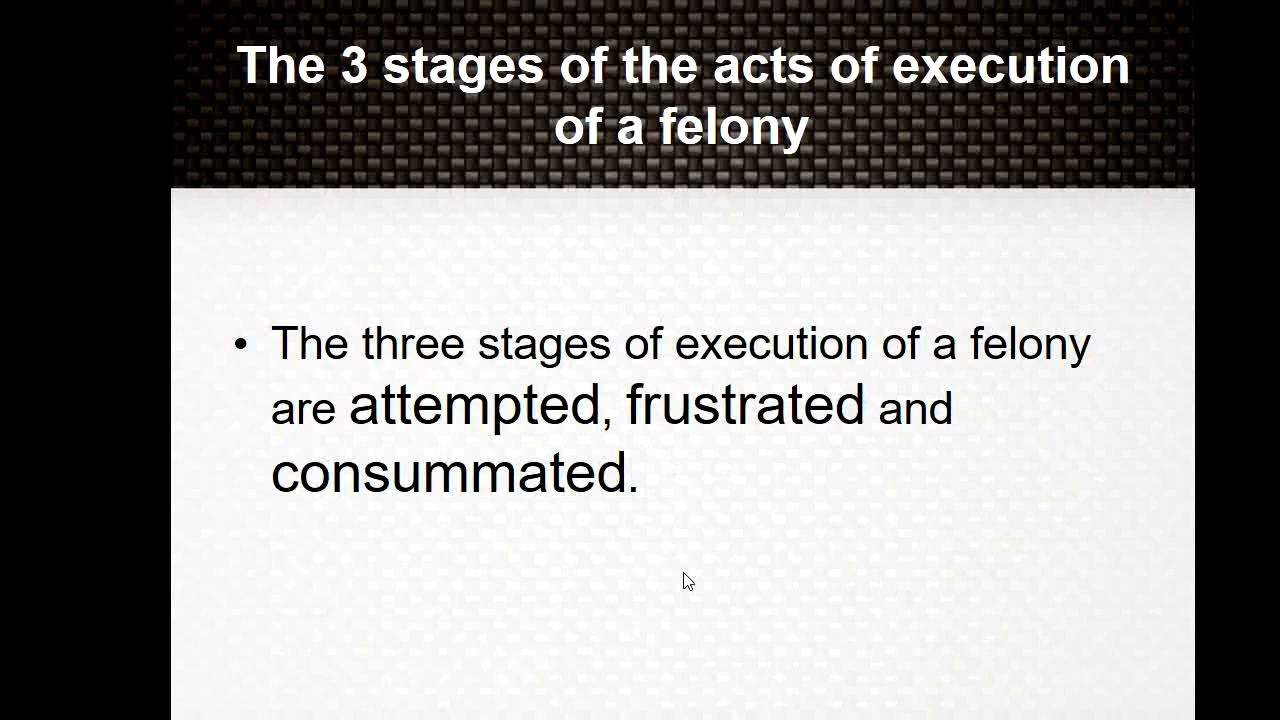 The 3 stages of the acts of execution
of a felony
• The three stages of execution of a felony
are attempted, frustrated and
consummated.